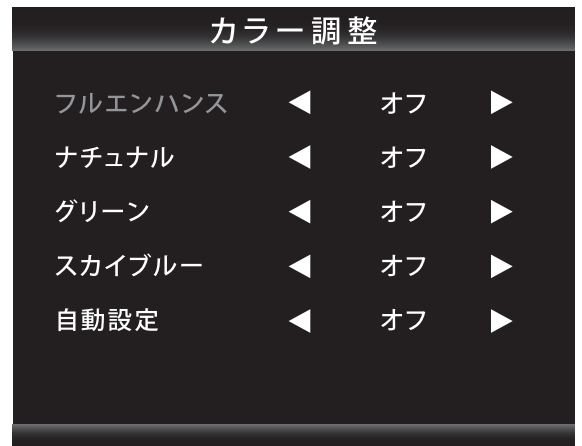 カラー調整
フルエンハンス ◀ オフ ▶
ナチュナル ◀ オフ ▶
グリーン ◀ オフ ▶
スカイブルー ◀ オフ ▶
自動設定 ◀ オフ ▶